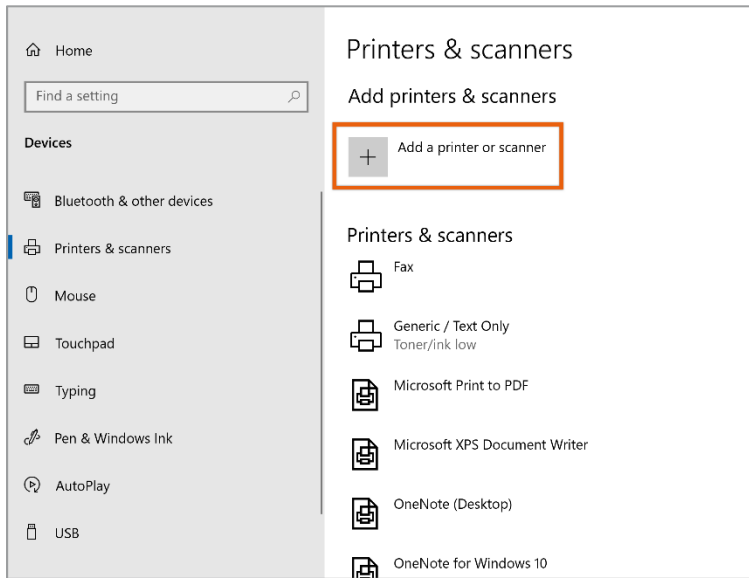 Home
Find a setting
Devices
Bluetooth & other devices
Printers & scanners
Mouse
Touchpad
Typing
Pen & Windows Ink
AutoPlay
USB
Printers & scanners
Add printers & scanners
Add a printer or scanner
Printers & scanners
Fax
Generic / Text Only
Toner/ink low
Microsoft Print to PDF
Microsoft XPS Document Writer
OneNote (Desktop)
OneNote for Windows 10